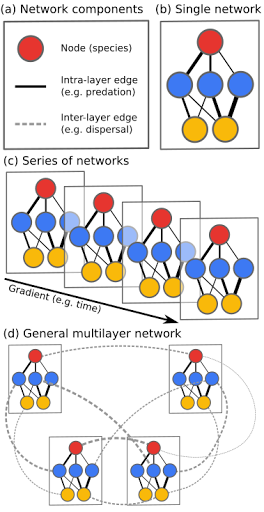 (a) Network components
Node (species)
Intra-layer edge
(e.g. predation)
Inter-layer edge
(e.g. dispersal)
(b) Single network
(c) Series of networks
Gradient (e.g. time)
(d) General multilayer network